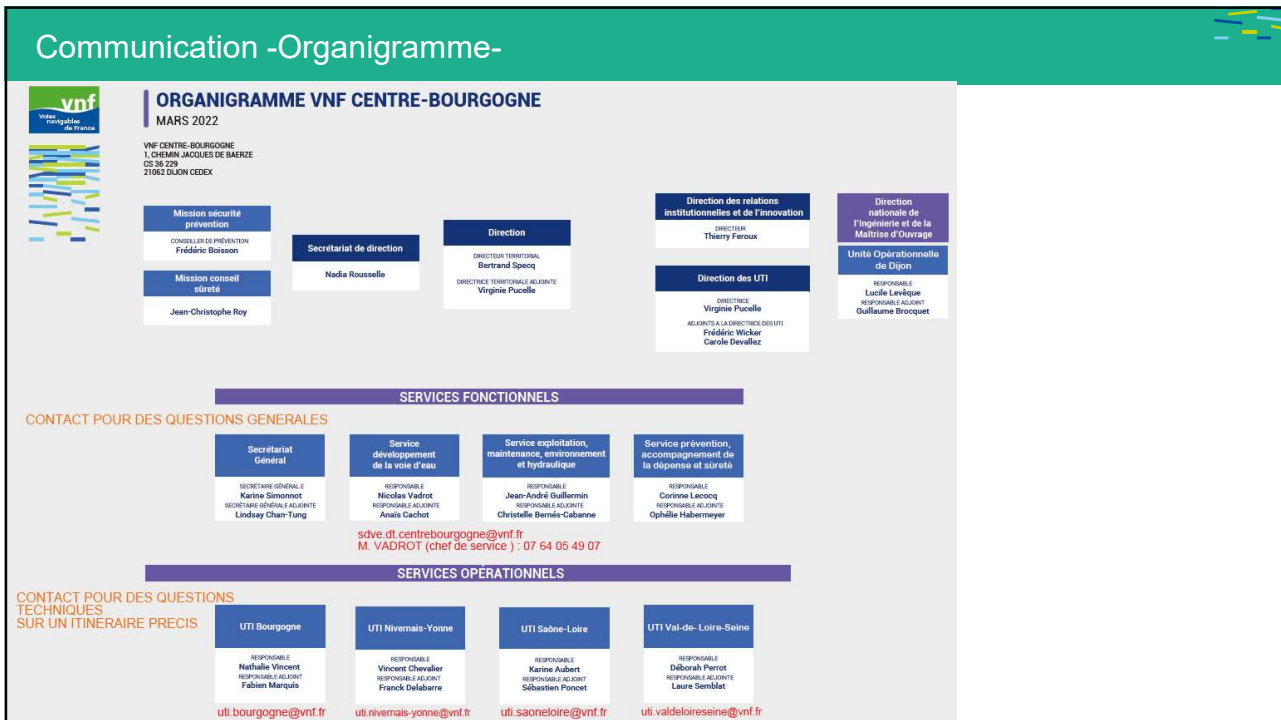 Communication -Organigramme-
vnf
Voies
navigables
de France
ORGANIGRAMME VNF CENTRE-BOURGOGNE
MARS 2022
VNF CENTRE-BOURGOGNE
1, CHEMIN JACQUES DE BAERZE
CS 36 229
21062 DIJON CEDEX
Mission sécurité
prévention
CONSEILLER DE PRÉVENTION
Frédéric Boisson
Mission conseil
sûreté
Jean-Christophe Roy
Secrétariat de direction
Nadia Rousselle
Direction
DIRECTEUR TERRITORIAL
Bertrand Specq
DIRECTRICE TERRITORIALE ADJOINTE
Virginie Pucelle
Direction des relations
institutionnelles et de l'innovation
DIRECTEUR
Thierry Feroux
Direction des UTI
DIRECTRICE
Virginie Pucelle
ADJOINTS A LA DIRECTRICE DES UTI
Frédéric Wicker
Carole Devallez
Direction
nationale de
l'Ingénierie et de la
Maîtrise d'Ouvrage
Unité Opérationnelle
de Dijon
RESPONSABLE
Lucile Levêque
RESPONSABLE ADJOINT
Guillaume Brocquet
SERVICES FONCTIONNELS
CONTACT POUR DES QUESTIONS GENERALES
Secrétariat
Général
SECRÉTAIRE GÉNÉRALE
Karine Simonnot
SECRÉTAIRE GÉNÉRALE ADJOINTE
Lindsay Chan-Tung
Service
développement
de la voie d'eau
RESPONSABLE
Nicolas Vadrot
RESPONSABLE ADJOINTE
Anaïs Cachot
Service exploitation,
maintenance, environnement
et hydraulique
RESPONSABLE
Jean-André Guillermin
RESPONSABLE ADJOINTE
Christelle Bernés-Cabanne
Service prévention,
accompagnement de
la dépense et sûreté
RESPONSABLE
Corinne Lecocq
RESPONSABLE ADJOINT
Ophélie Habermeyer
sdve.dt.centrebourgogne@vnf.fr
M. VADROT (chef de service ) : 07 64 05 49 07
SERVICES OPÉRATIONNELS
CONTACT POUR DES QUESTIONS
TECHNIQUES
SUR UN ITINERAIRE PRECIS
UTI Bourgogne
RESPONSABLE
Nathalie Vincent
RESPONSABLE ADJOINT
Fabien Marquis
uti.bourgogne@vnf.fr
UTI Nivernais-Yonne
RESPONSABLE
Vincent Chevalier
RESPONSABLE ADJOINT
Franck Delabarre
uti.nivernais-yonne@vnf.fr
UTI Saône-Loire
RESPONSABLE
Karine Aubert
RESPONSABLE ADJOINT
Sébastien Poncet
uti.saoneloire@vnf.fr
UTI Val-de- Loire-Seine
RESPONSABLE
Déborah Perrot
RESPONSABLE ADJOINTE
Laure Semblat
uti.valdeloireseine@vnf.fr